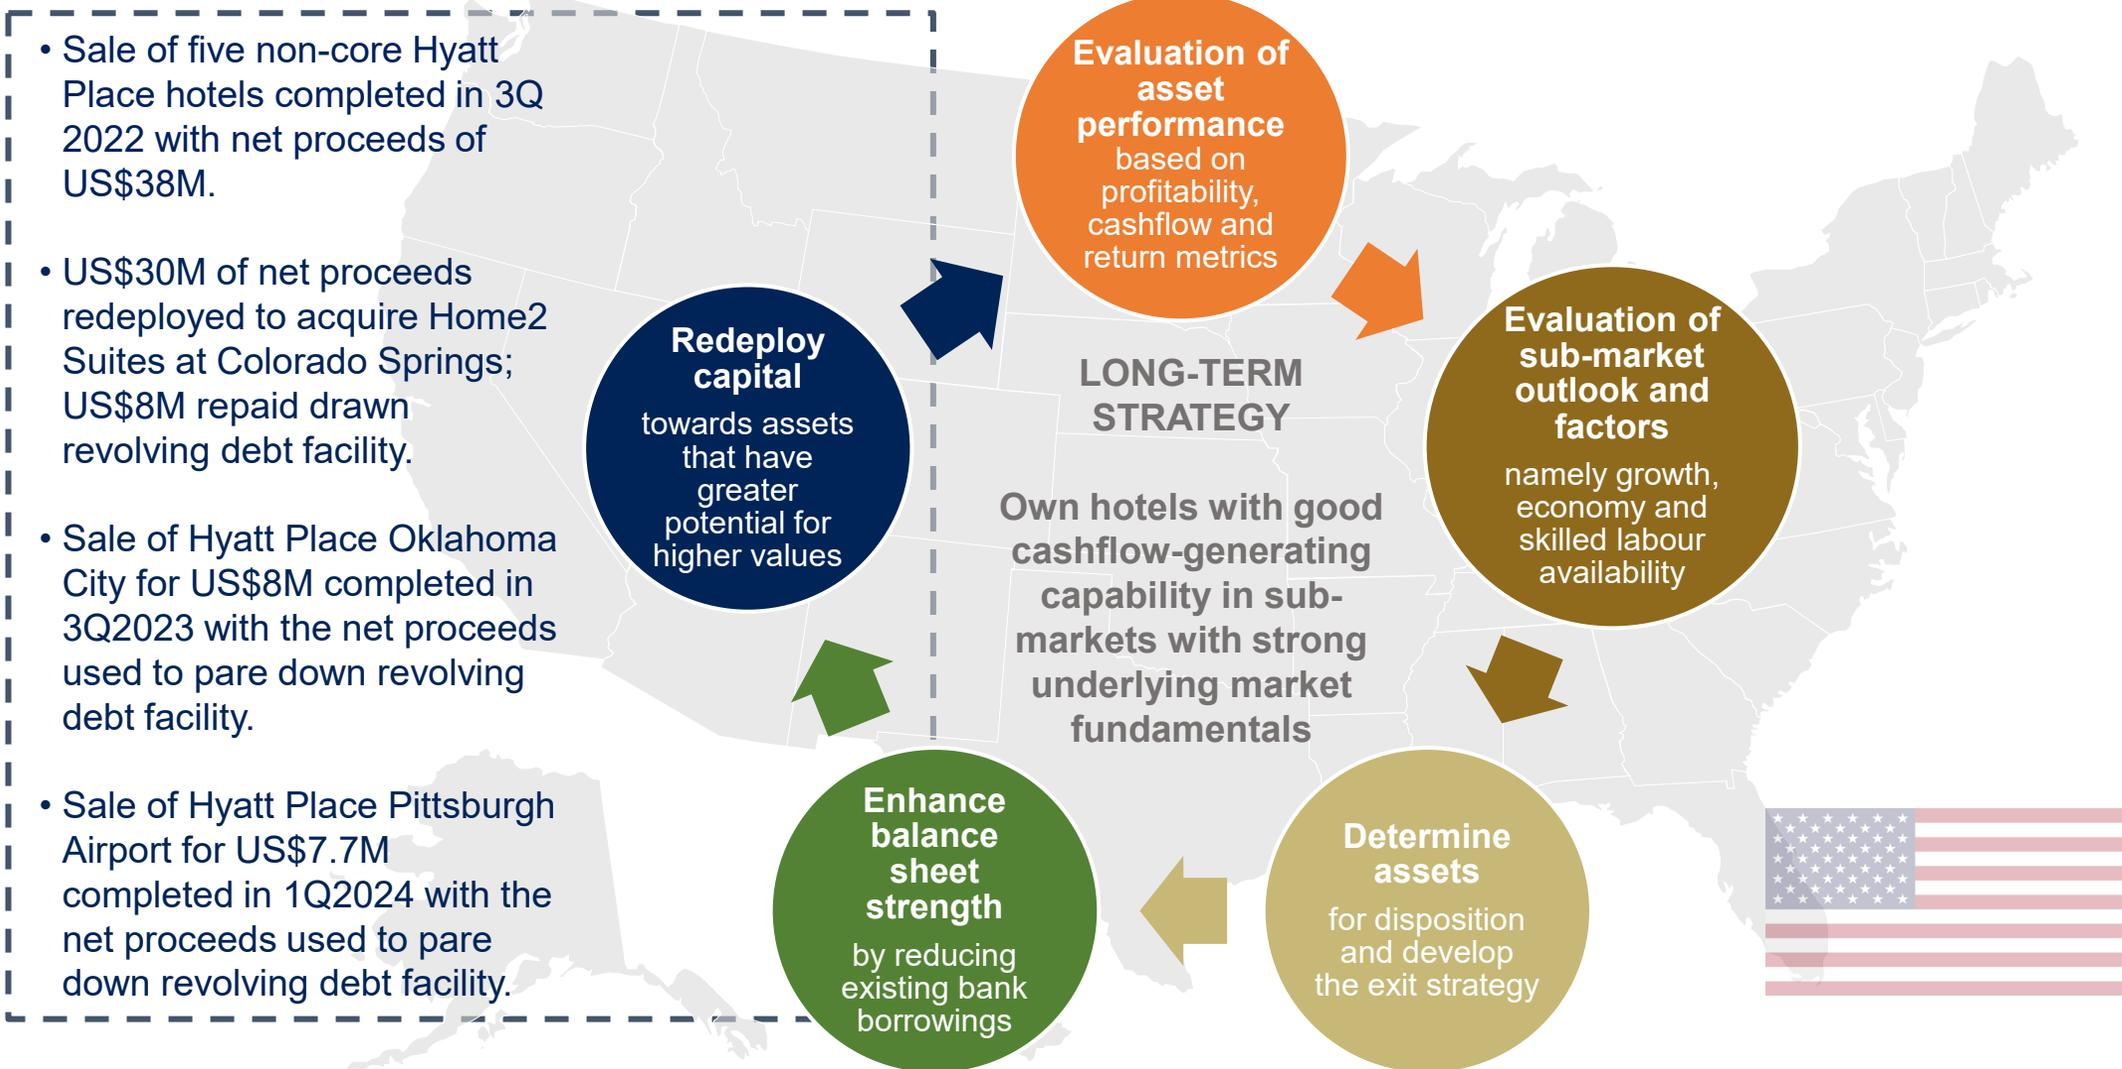 • Sale of five non-core Hyatt
Place hotels completed in 3Q
2022 with net proceeds of
US$38M.
• US$30M of net proceeds
redeployed to acquire Home2
Suites at Colorado Springs;
US$8M repaid drawn
revolving debt facility.
• Sale of Hyatt Place Oklahoma
City for US$8M completed in
3Q2023 with the net proceeds
used to pare down revolving
debt facility.
• Sale of Hyatt Place Pittsburgh
Airport for US$7.7M
completed in 1Q2024 with the
net proceeds used to pare
down revolving debt facility.
Evaluation of
asset
performance
based on
profitability,
cashflow and
return metrics
Evaluation of
sub-market
outlook and
factors
namely growth,
economy and
skilled labour
availability
Determine
assets
for disposition
and develop
the exit strategy
Enhance
balance
sheet
strength
by reducing
existing bank
borrowings
Redeploy
capital
towards assets
that have
greater
potential for
higher values
LONG-TERM
STRATEGY
Own hotels with good
cashflow-generating
capability in sub-
markets with strong
underlying market
fundamentals